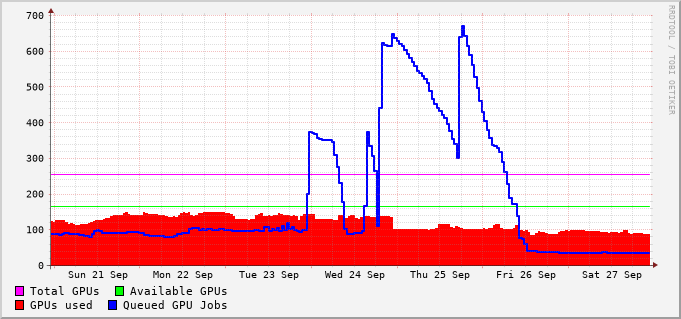 700
600
500
400
300
200
100
0
Sun 21 Sep Mon 22 Sep Tue 23 Sep Wed 24 Sep Thu 25 Sep Fri 26 Sep Sat 27 Sep
Total GPUs Available GPUs
GPUs used Queued GPU Jobs
RRDTOOL / TOBI OETIKER